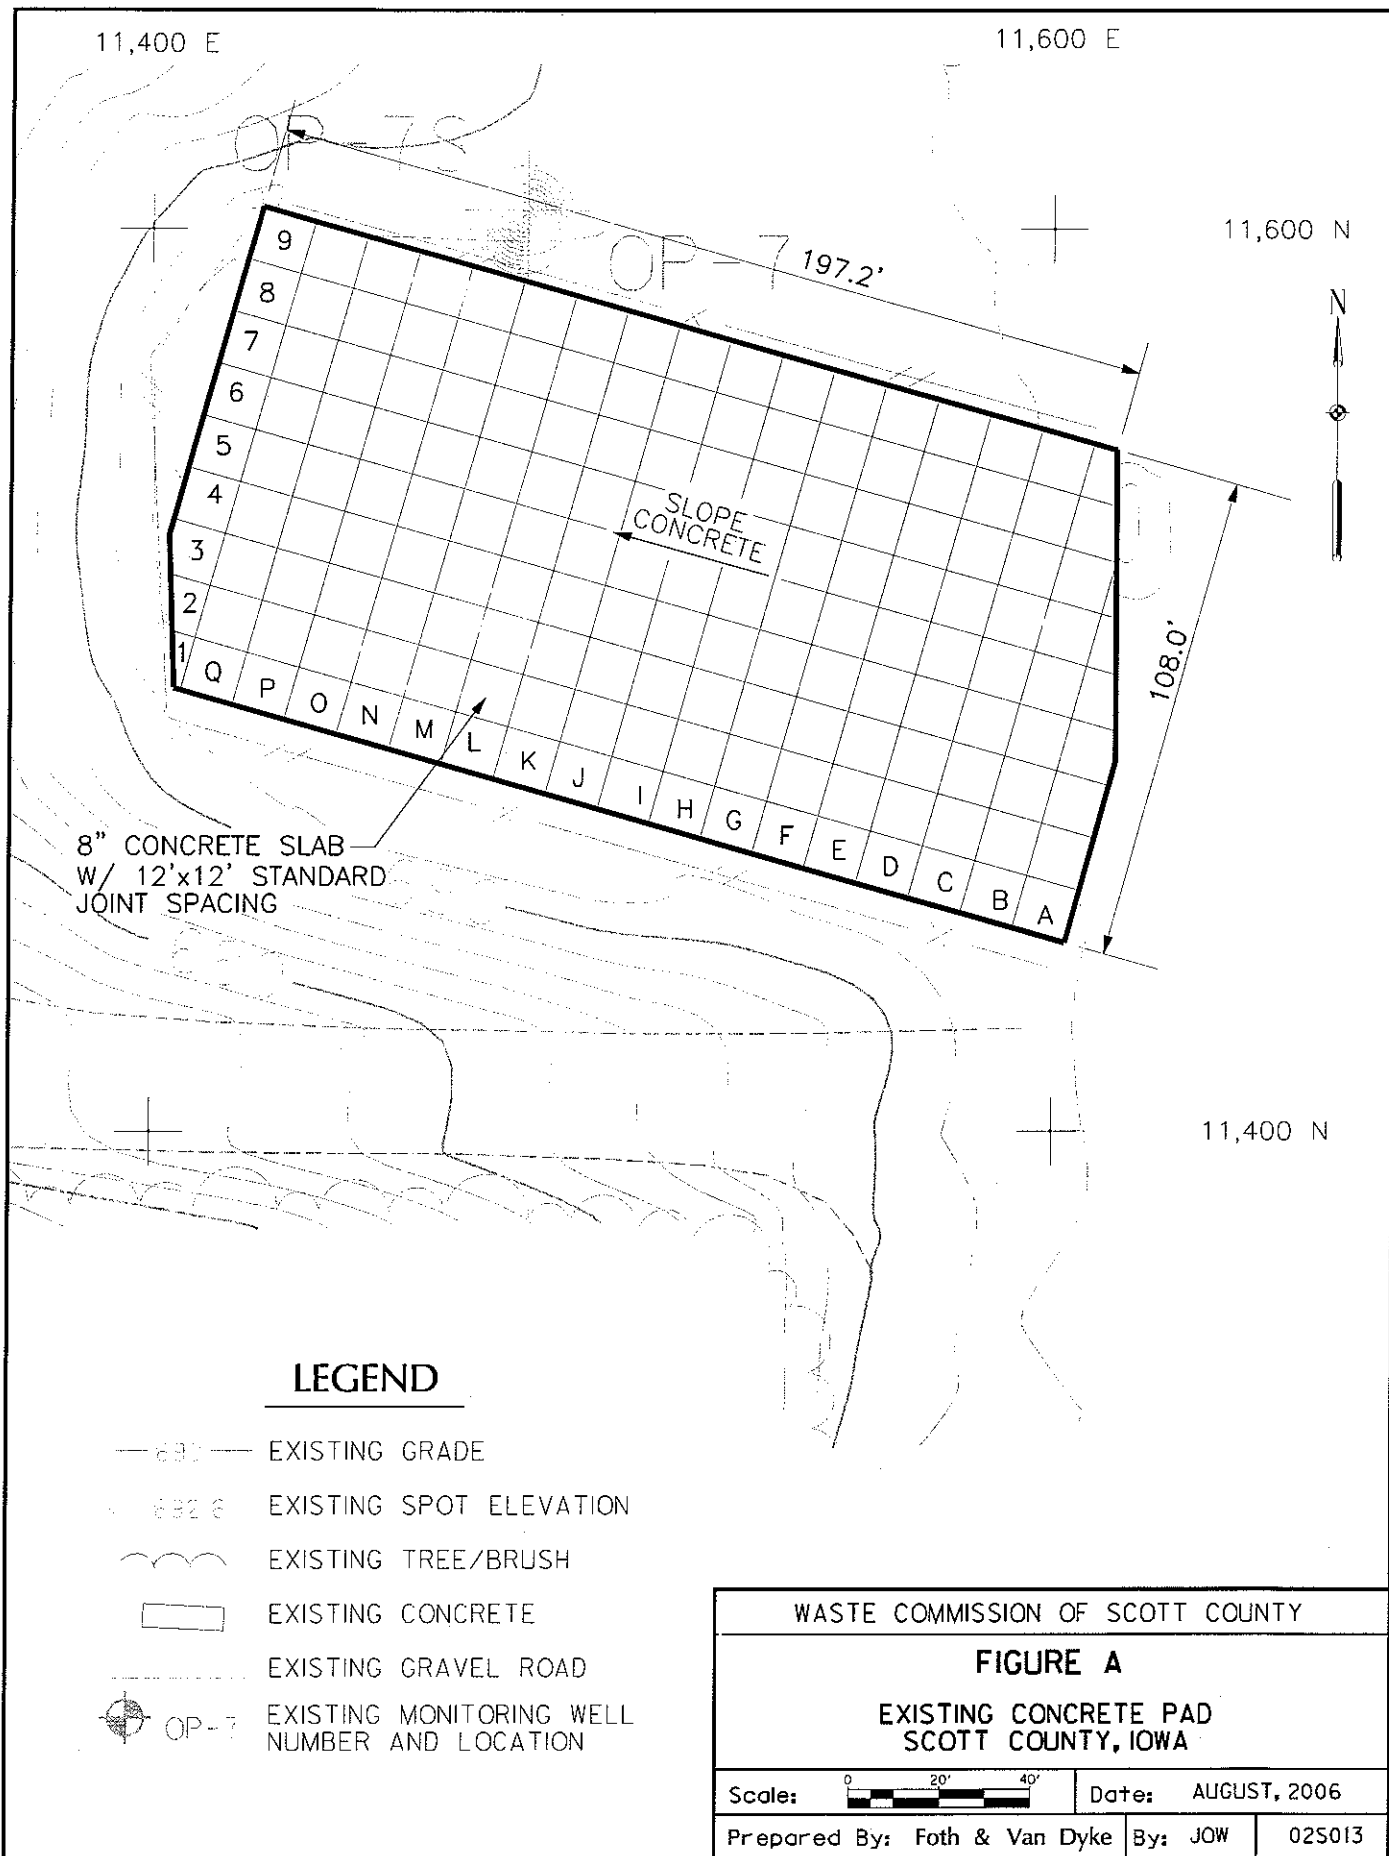 11,400 E
11,600 E
OP-7S
OP-7
11,600 N
197.2'
N
9
8
7
6
5
4
3
2
1
SLOPE
CONCRETE
108.0'
Q P O N M L K J I H G F E D C B A
8" CONCRETE SLAB
W/ 12'x12' STANDARD
JOINT SPACING
11,400 N
LEGEND
EXISTING GRADE
EXISTING SPOT ELEVATION
EXISTING TREE/BRUSH
EXISTING CONCRETE
EXISTING GRAVEL ROAD
OP-7 EXISTING MONITORING WELL
NUMBER AND LOCATION
WASTE COMMISSION OF SCOTT COUNTY
FIGURE A
EXISTING CONCRETE PAD
SCOTT COUNTY, IOWA
Scale: 0 20' 40' Date: AUGUST, 2006
Prepared By: Foth & Van Dyke By: JOW 02S013